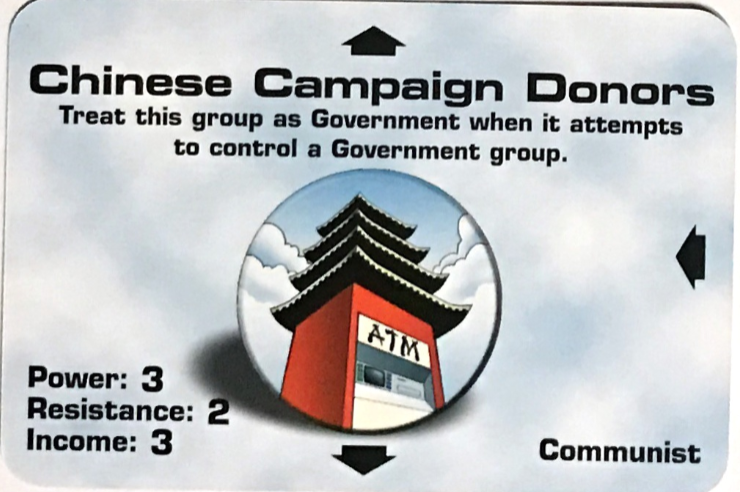 Chinese Campaign Donors
Treat this group as Government when it attempts
to control a Government group.
ATM
Power: 3
Resistance: 2
Income: 3
Communist